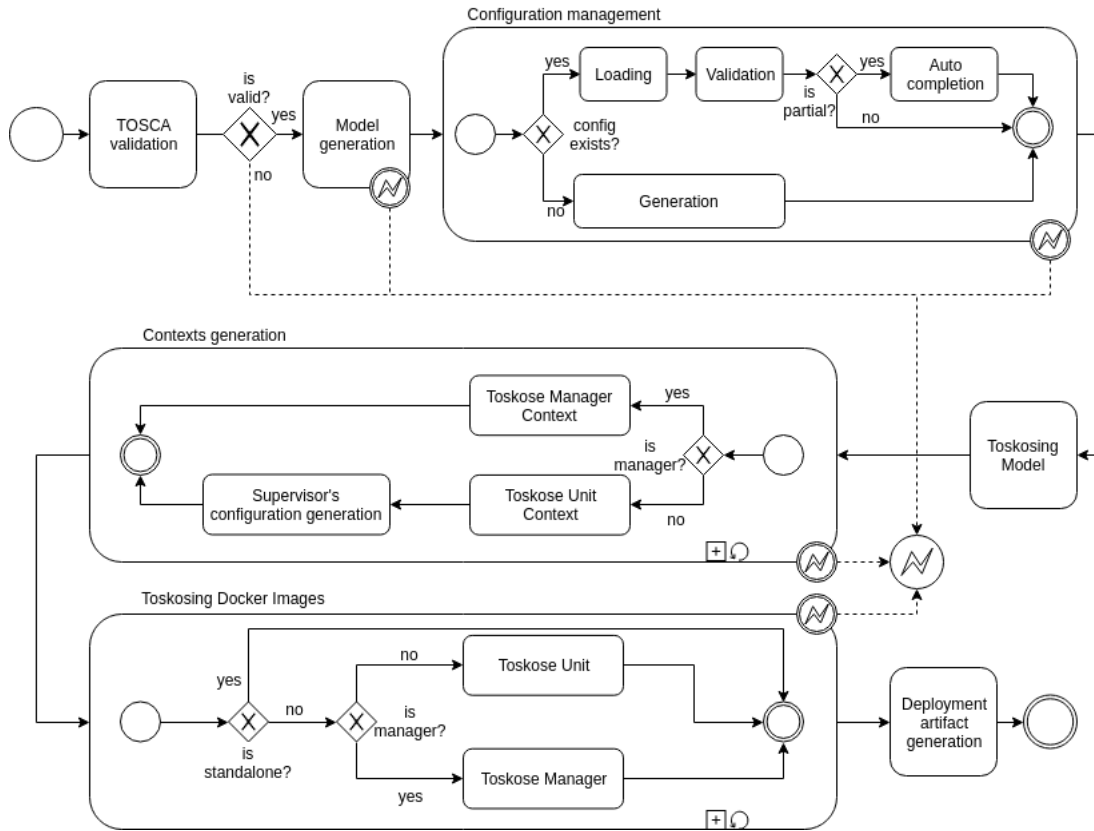 Configuration management
is
valid?
yes
no
TOSCA
validation
Model
generation
config
exists?
yes
no
Loading
Validation
is
partial?
yes
no
Auto
completion
Generation
Contexts generation
Toskose Manager
Context
yes
is
manager?
no
Toskose Unit
Context
Supervisor's
configuration generation
Toskosing
Model
Toskosing Docker Images
yes
is
standalone?
no
no
is
manager?
yes
Toskose Unit
Toskose Manager
Deployment
artifact
generation